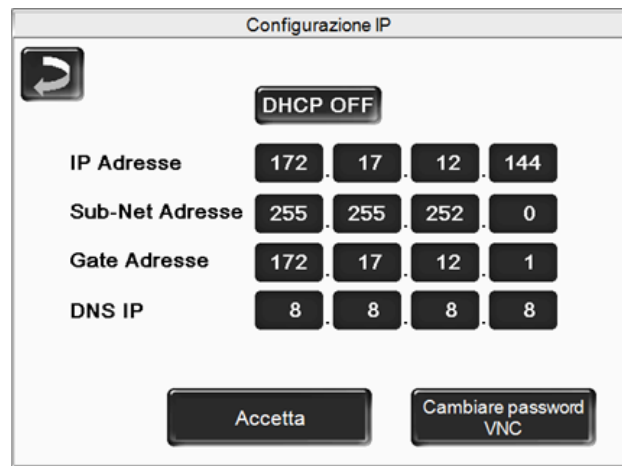 Configurazione IP
DHCP OFF
IP Adresse 172 . 17 . 12 . 144
Sub-Net Adresse 255 . 255 . 252 . 0
Gate Adresse 172 . 17 . 12 . 1
DNS IP 8 . 8 . 8 . 8
Accetta
Cambiare password
VNC